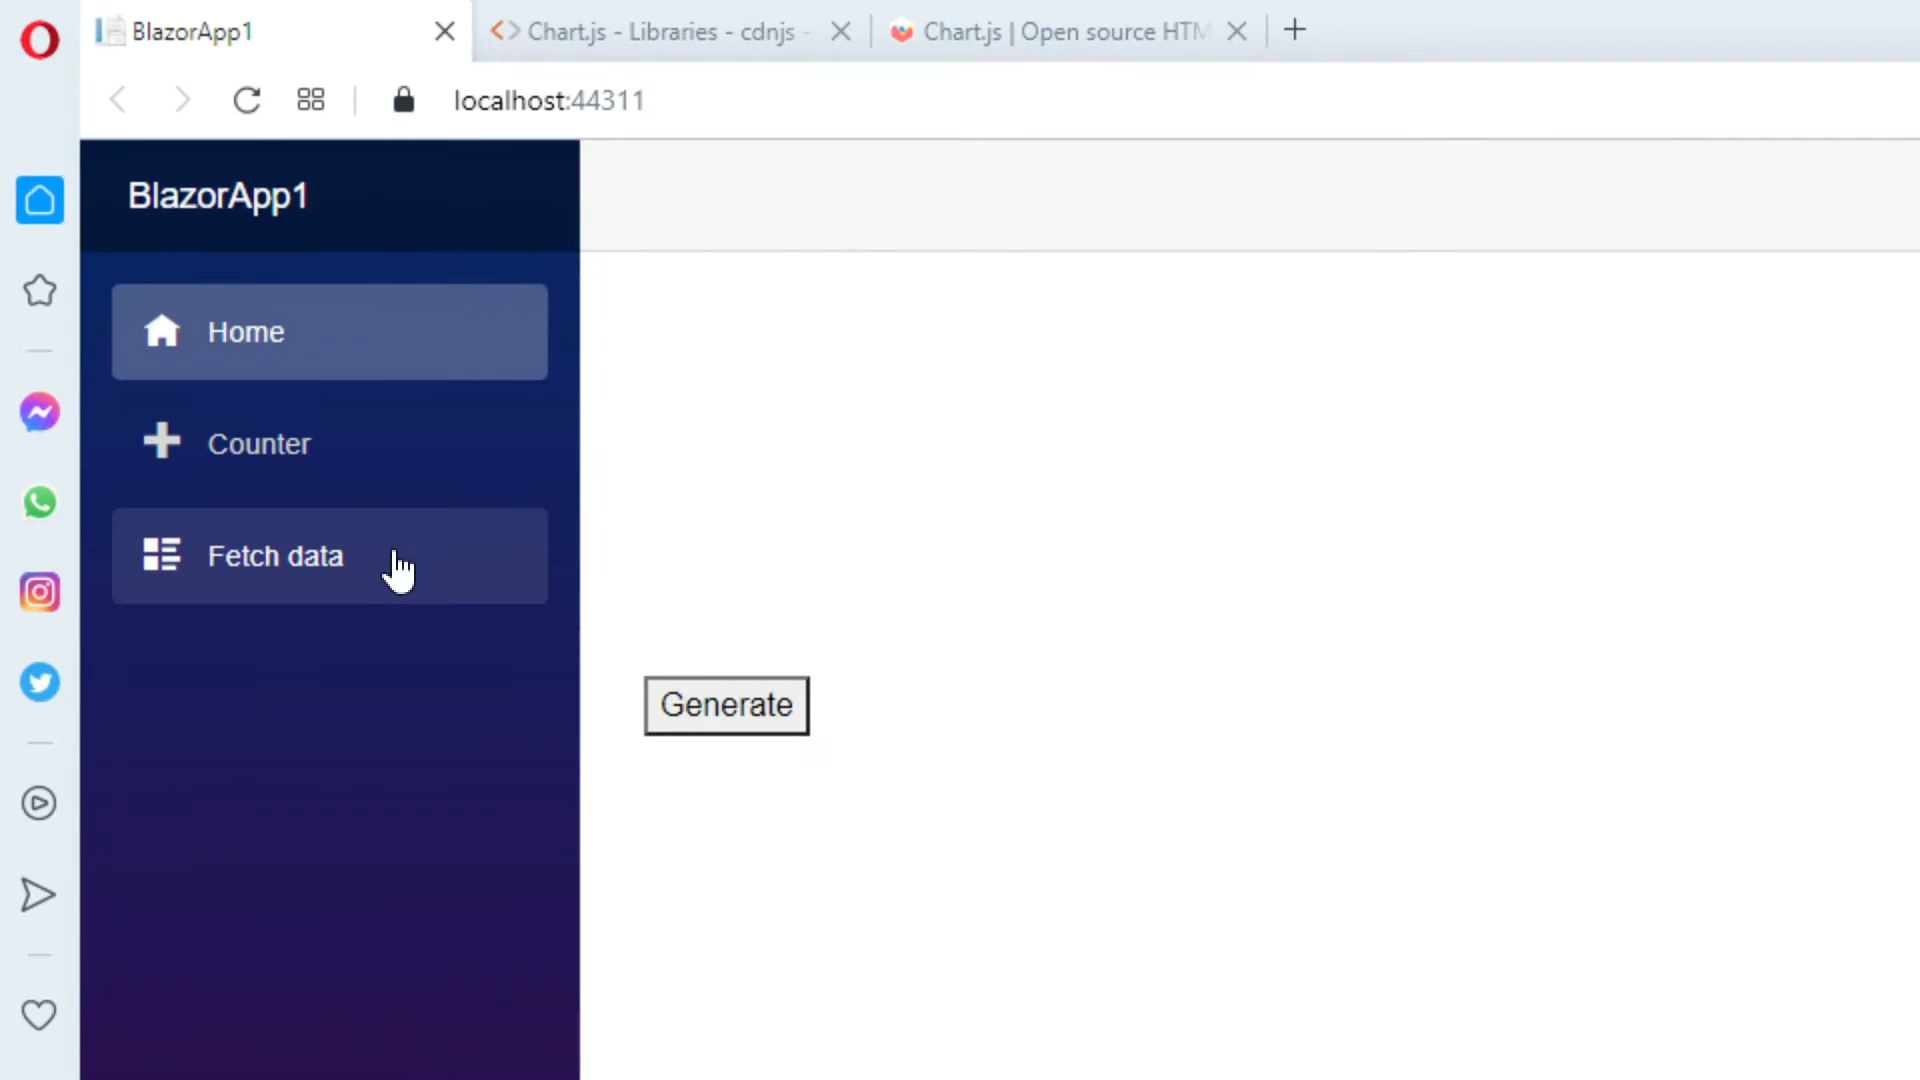 BlazorApp1
Chart.js - Libraries - cdnjs -
Chart.js | Open source HTM
localhost:44311
BlazorApp1
Home
Counter
Fetch data
Generate